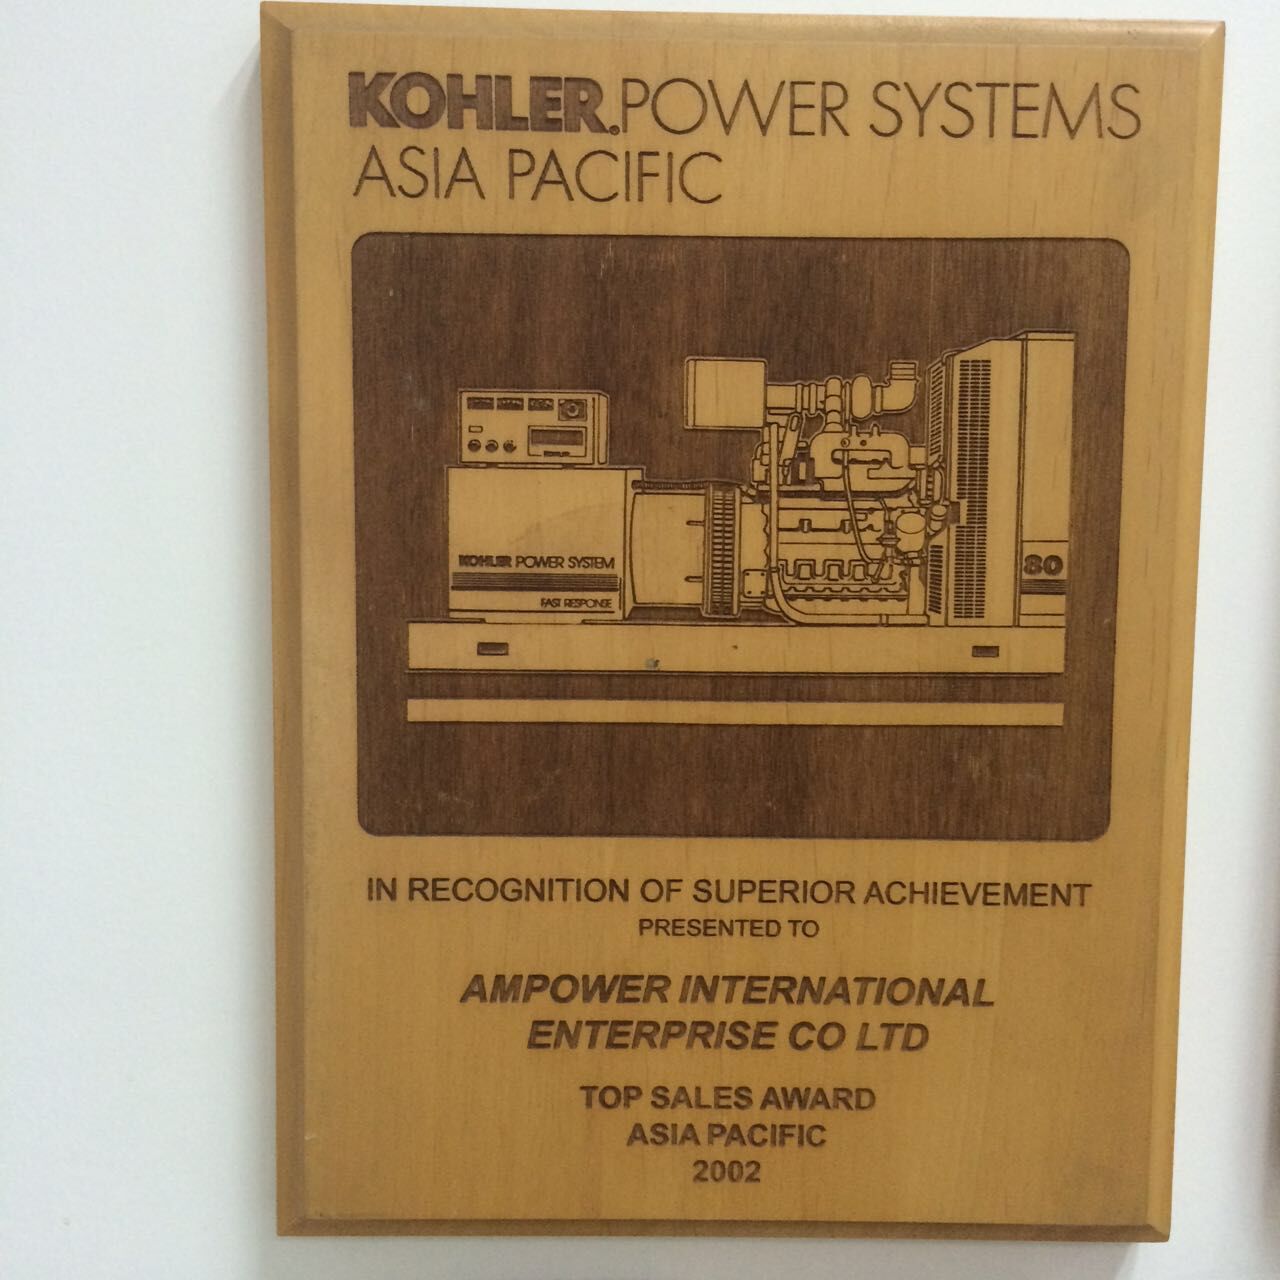 KOHLER.POWER SYSTEMS
ASIA PACIFIC
KOHLER POWER SYSTEM
FAST RESPONSE
80
IN RECOGNITION OF SUPERIOR ACHIEVEMENT
PRESENTED TO
AMPOWER INTERNATIONAL
ENTERPRISE CO LTD
TOP SALES AWARD
ASIA PACIFIC
2002